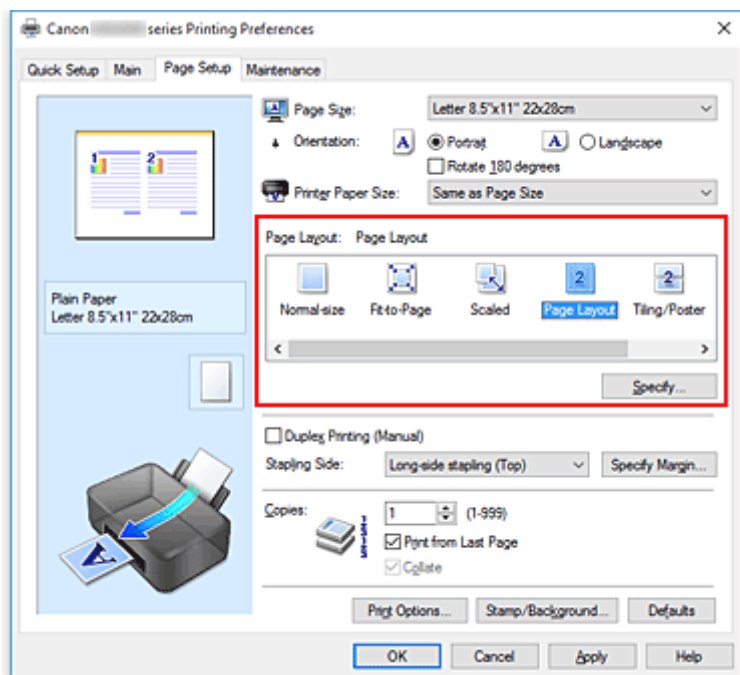 Canon series Printing Preferences
Quick Setup Main Page Setup Maintenance
1 2
Page Size: Letter 8.5"x11" 22x28cm
Orientation: A Portrait A Landscape
Rotate 180 degrees
Printer Paper Size: Same as Page Size
Page Layout: Page Layout
2 2
Normal-size Fit-to-Page Scaled Page Layout Tiling/Poster
Specify...
Plain Paper
Letter 8.5"x11" 22x28cm
Duplex Printing (Manual)
Stapling Side: Long-side stapling (Top) Specify Margin...
Copies: 1 (1-999)
Print from Last Page
Collate
A
Print Options... Stamp/Background... Defaults
OK Cancel Apply Help